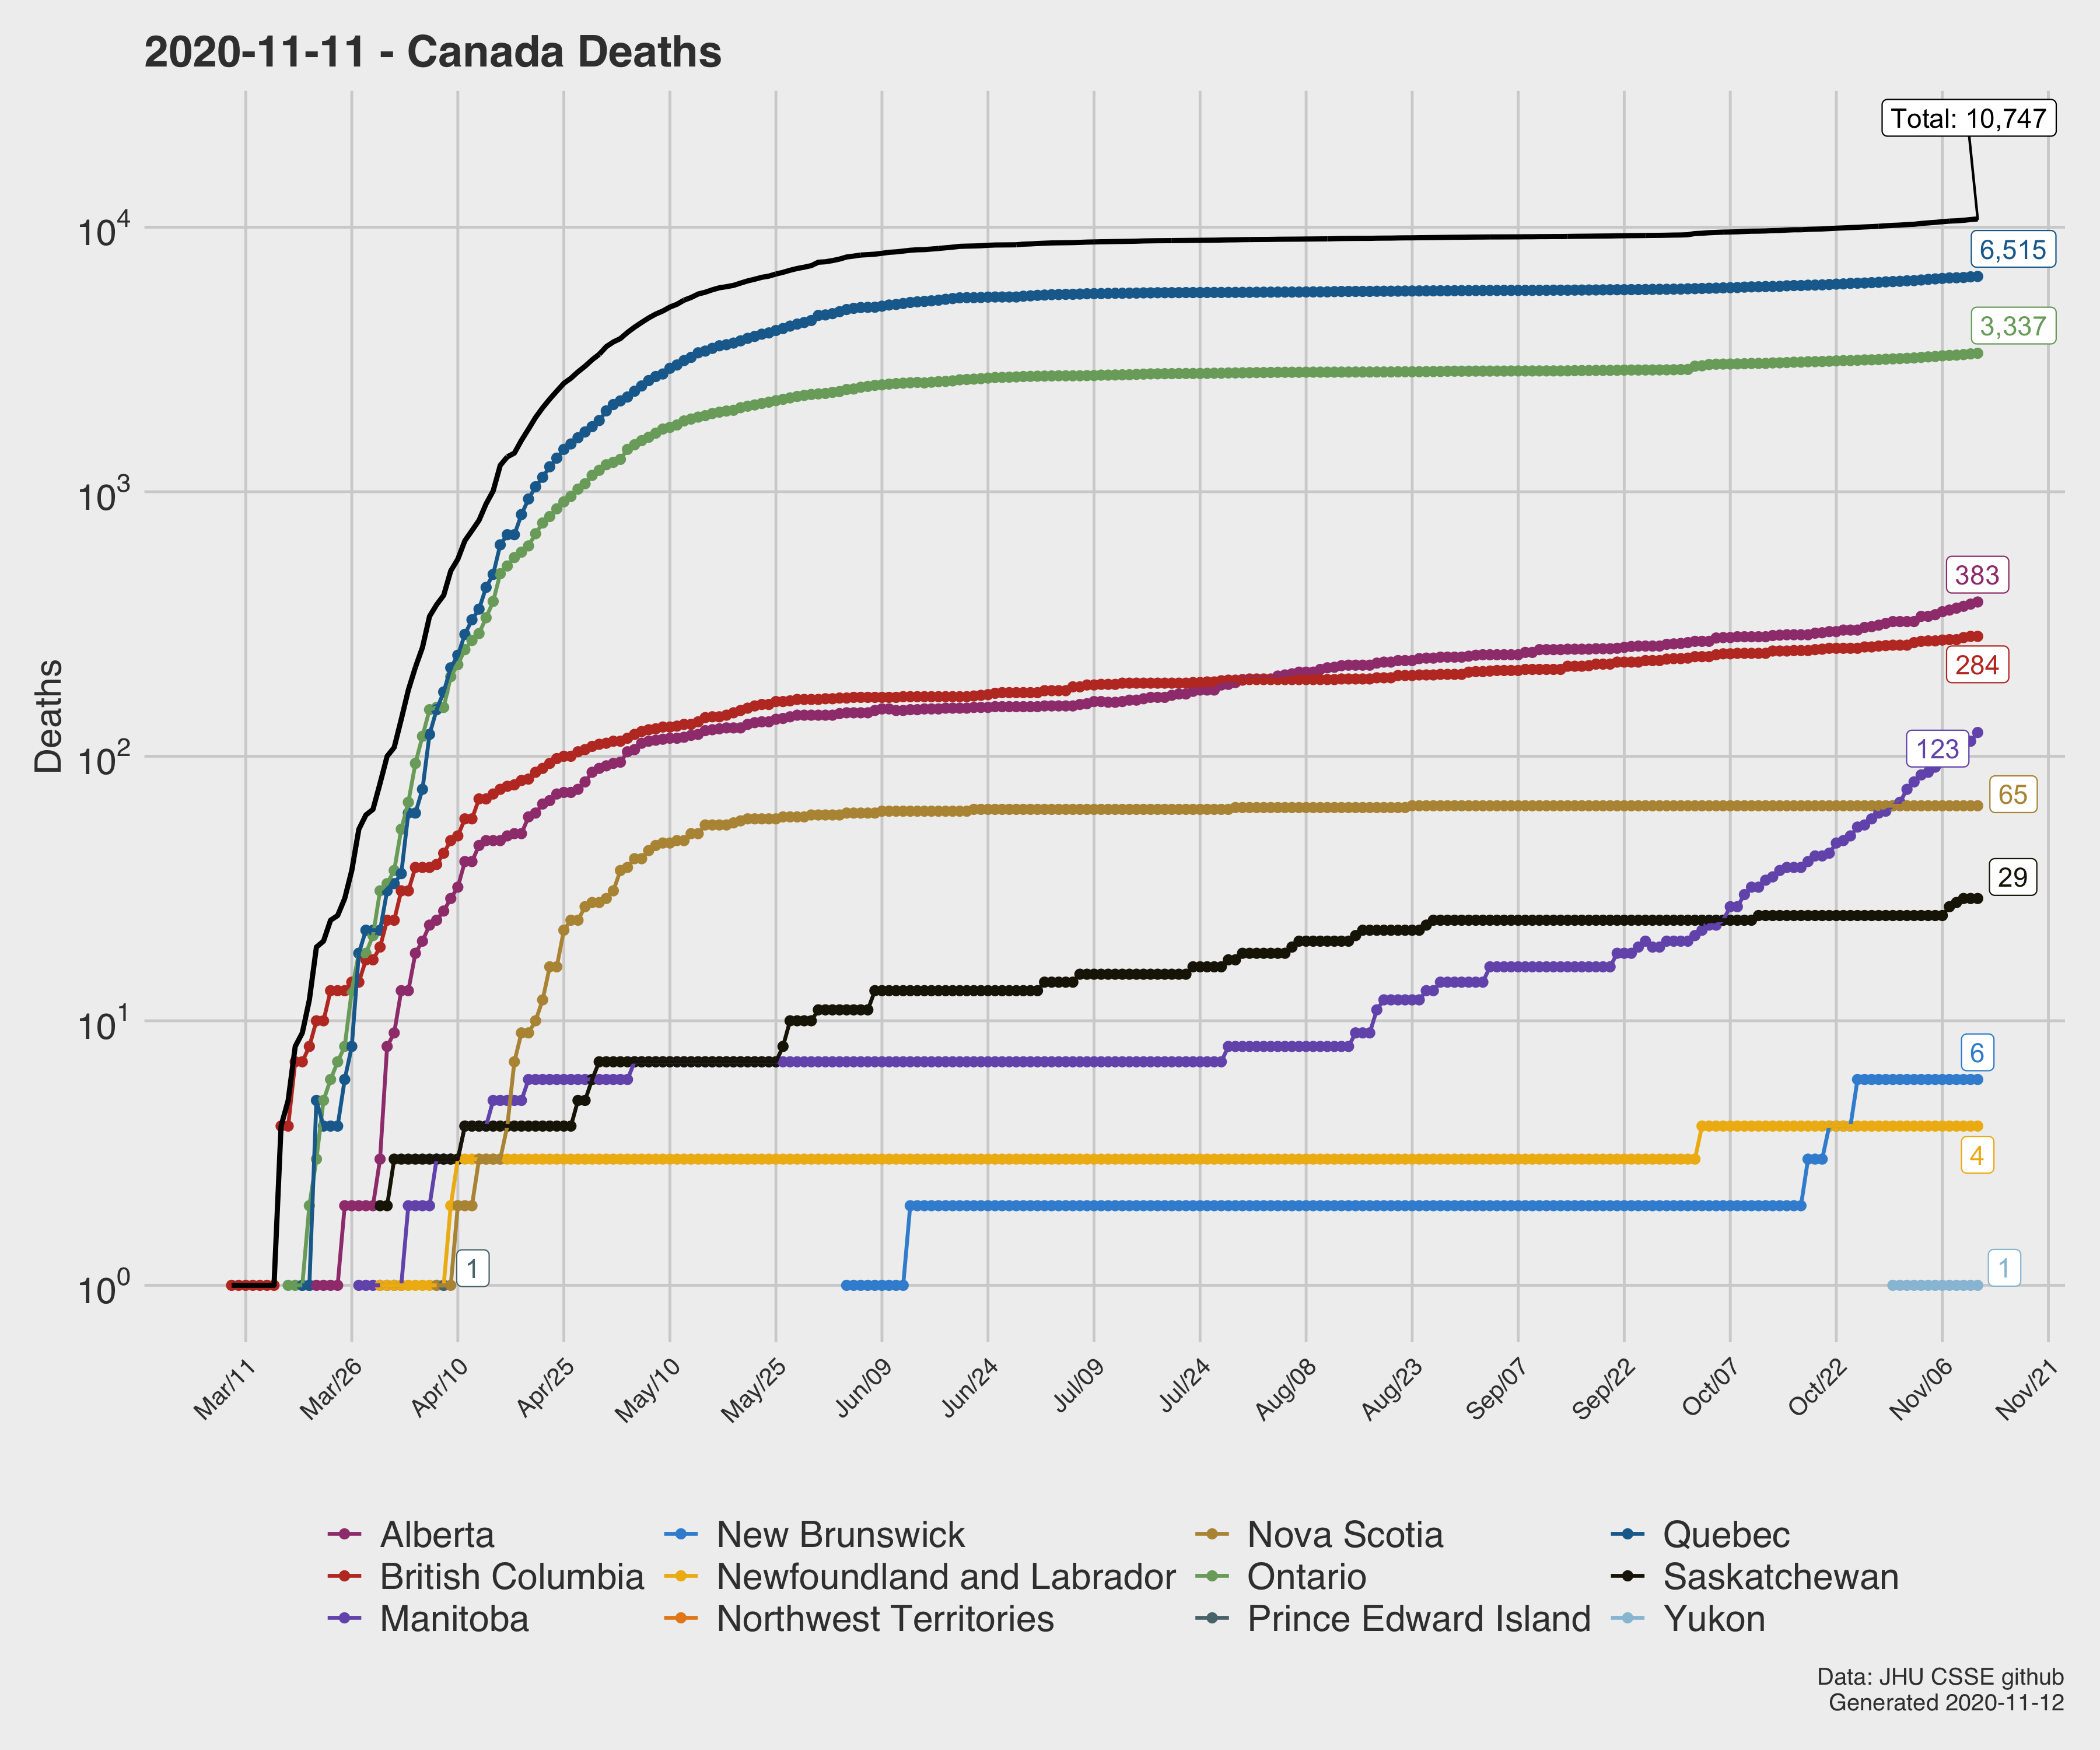 2020-11-11 - Canada Deaths
Total: 10,747
10^4
6,515
3,337
10^3
383
284
Deaths
10^2
123
65
29
10^1
6
4
1
1
10^0
Mar/11
Mar/26
Apr/10
Apr/25
May/10
May/25
Jun/09
Jun/24
Jul/09
Jul/24
Aug/08
Aug/23
Sep/07
Sep/22
Oct/07
Oct/22
Nov/06
Nov/21
Alberta New Brunswick Nova Scotia Quebec
British Columbia Newfoundland and Labrador Ontario Saskatchewan
Manitoba Northwest Territories Prince Edward Island Yukon
Data: JHU CSSE github
Generated 2020-11-12